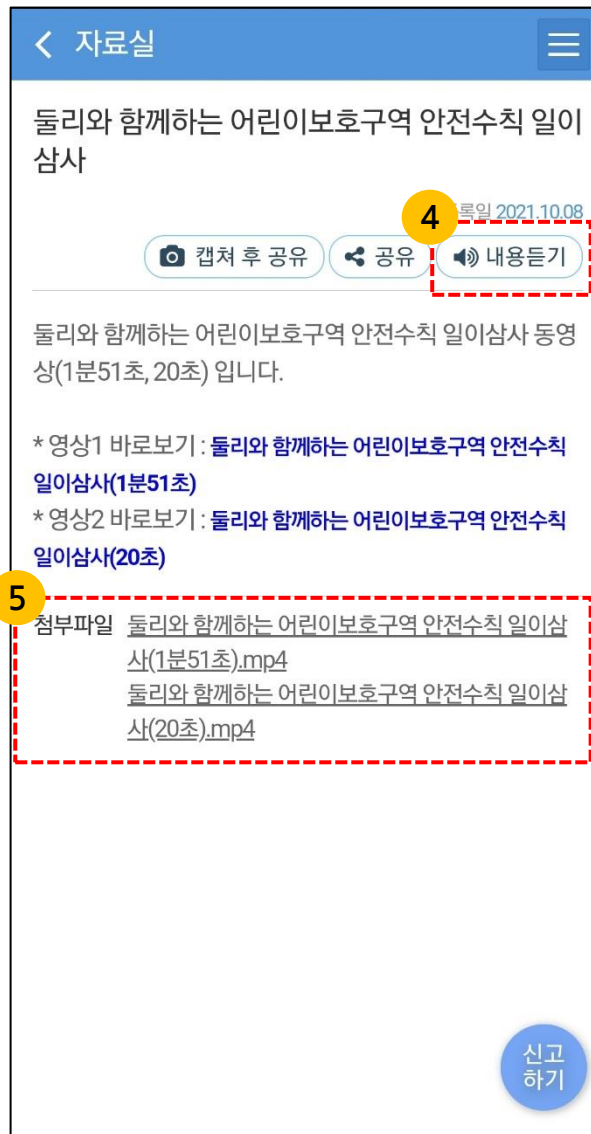 자료실
둘리와 함께하는 어린이보호구역 안전수칙 일이
삼사
4
록일 2021.10.08
캡쳐 후 공유 공유 내용듣기
둘리와 함께하는 어린이보호구역 안전수칙 일이삼사 동영
상(1분51초, 20초) 입니다.
* 영상1 바로보기 : 둘리와 함께하는 어린이보호구역 안전수칙
일이삼사(1분51초)
* 영상2 바로보기 : 둘리와 함께하는 어린이보호구역 안전수칙
일이삼사(20초)
5
첨부파일 둘리와 함께하는 어린이보호구역 안전수칙 일이삼
사(1분51초).mp4
둘리와 함께하는 어린이보호구역 안전수칙 일이삼
사(20초).mp4
신고
하기